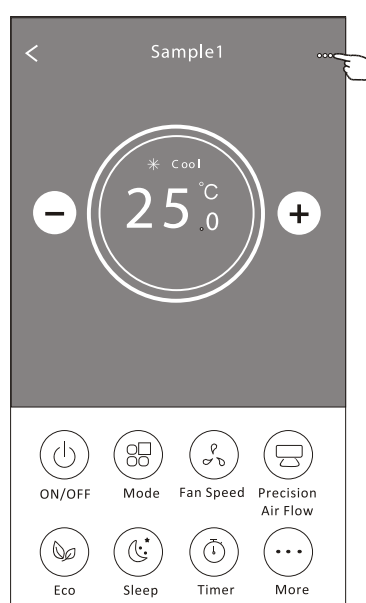 Sample1
Cool
25.0 °C
ON/OFF Mode Fan Speed Precision Air Flow
Eco Sleep Timer More